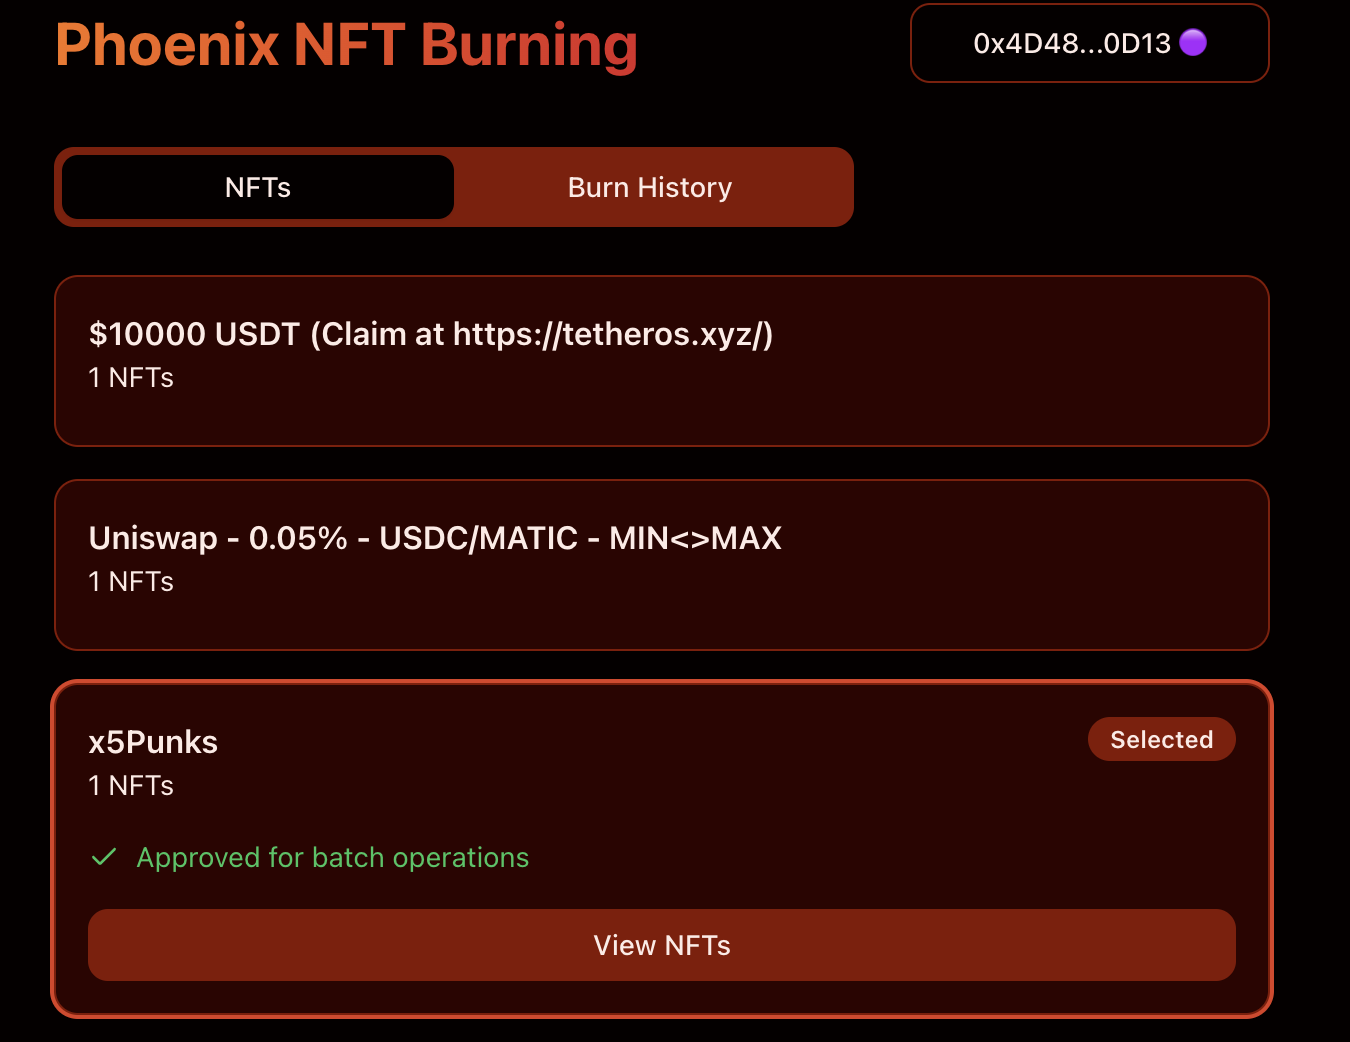 Phoenix NFT Burning
0x4D48...0D13
NFTs
Burn History
$10000 USDT (Claim at https://tetheros.xyz/)
1 NFTs
Uniswap - 0.05% - USDC/MATIC - MIN<>MAX
1 NFTs
x5Punks
Selected
1 NFTs
Approved for batch operations
View NFTs